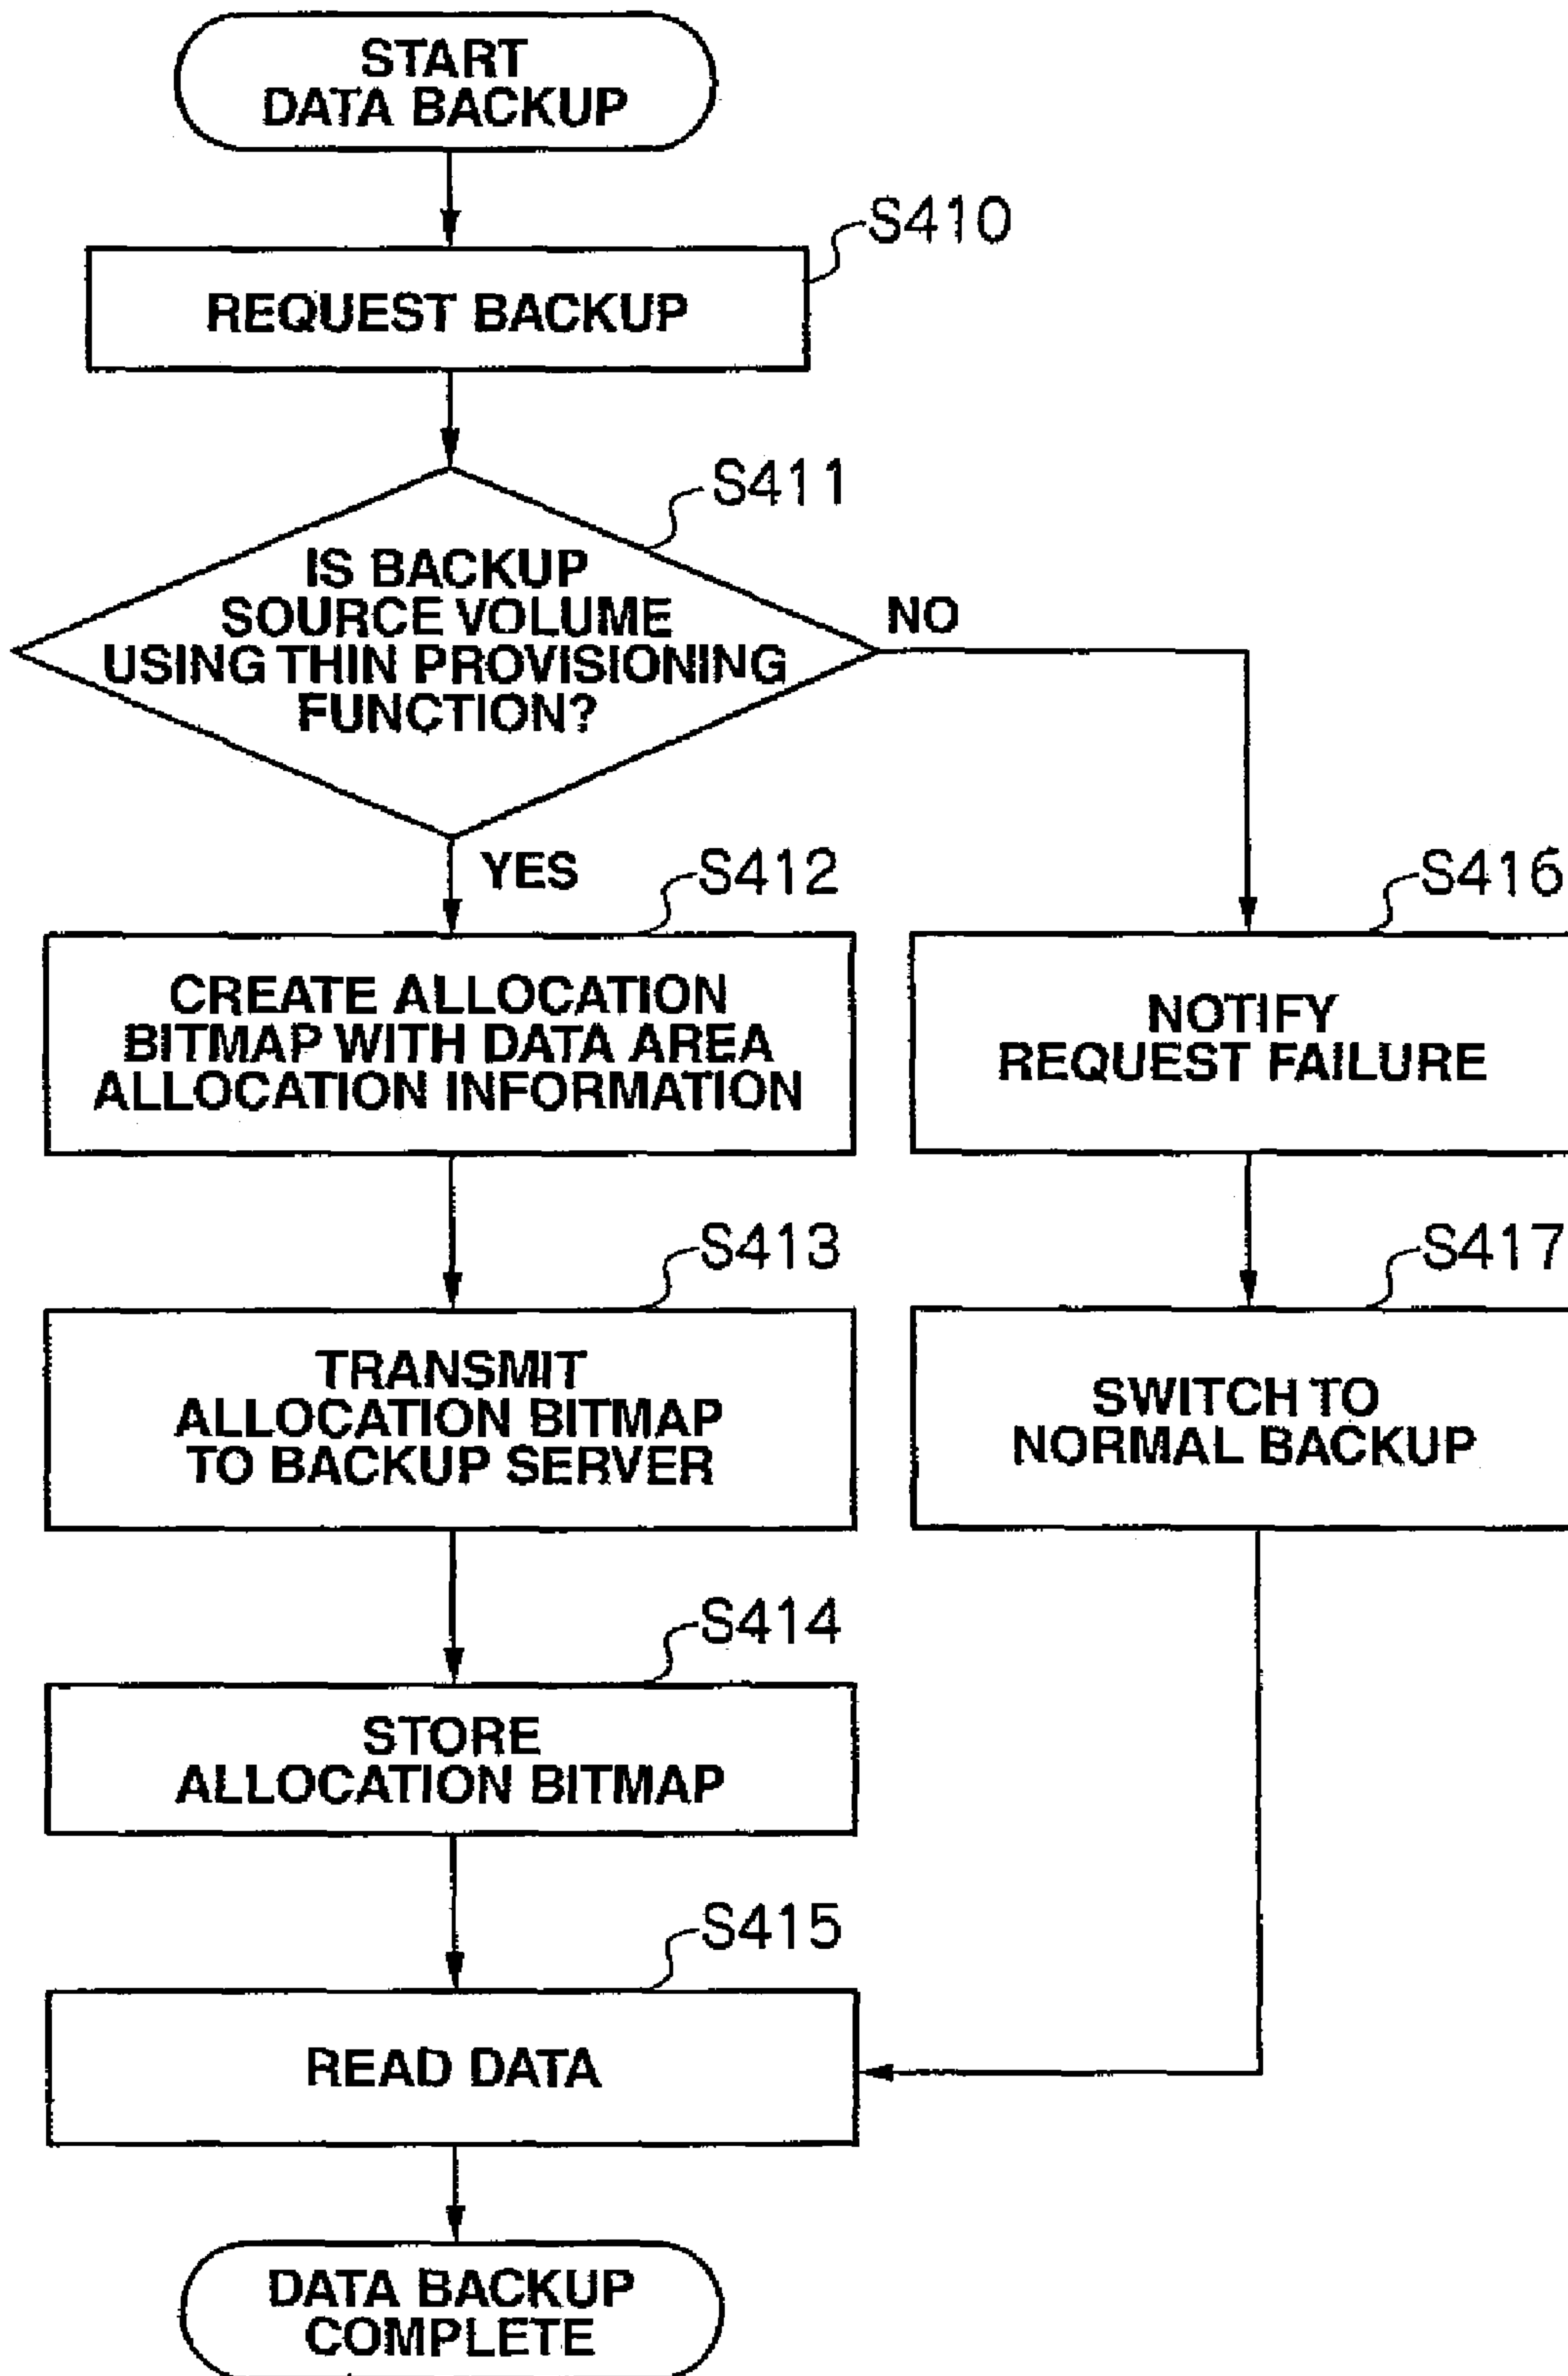 START
DATA BACKUP
S410
REQUEST BACKUP
S411
IS BACKUP
SOURCE VOLUME
USING THIN PROVISIONING
FUNCTION?
NO
YES
S412
CREATE ALLOCATION
BITMAP WITH DATA AREA
ALLOCATION INFORMATION
S416
NOTIFY
REQUEST FAILURE
S413
TRANSMIT
ALLOCATION BITMAP
TO BACKUP SERVER
S417
SWITCH TO
NORMAL BACKUP
S414
STORE
ALLOCATION BITMAP
S415
READ DATA
DATA BACKUP
COMPLETE